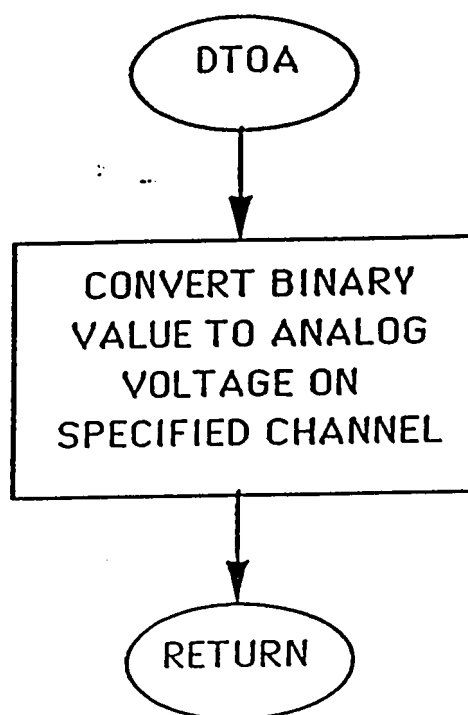 DTOA
CONVERT BINARY
VALUE TO ANALOG
VOLTAGE ON
SPECIFIED CHANNEL
RETURN